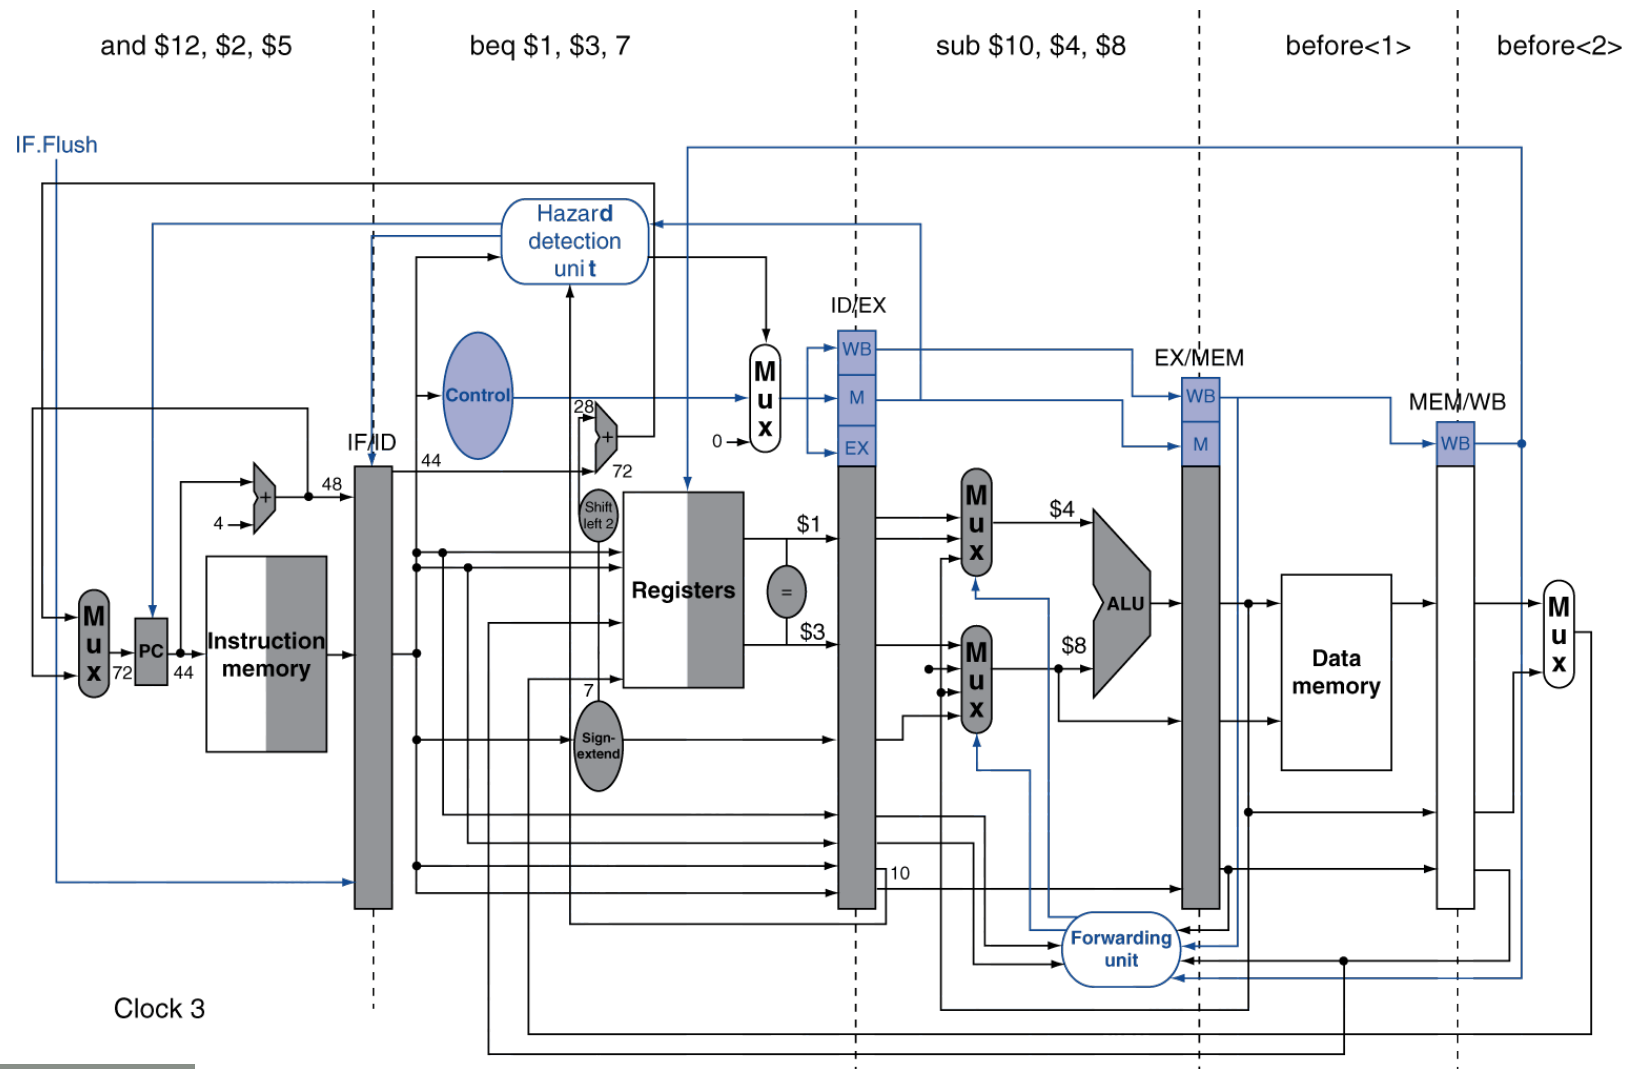 and $12, $2, $5
beq $1, $3, 7
sub $10, $4, $8
before<1>
before<2>
IF.Flush
Hazard
detection
unit
ID/EX
WB
M
EX
EX/MEM
WB
M
MEM/WB
WB
Control
Mux
0
28
+
72
IF/ID
44
48
+
4
Shift
left 2
Mux
$4
$1
Registers
=
$3
ALU
Mux
72
PC
44
Instruction
memory
Mux
$8
Data
memory
Mux
7
Sign-
extend
10
Forwarding
unit
Clock 3